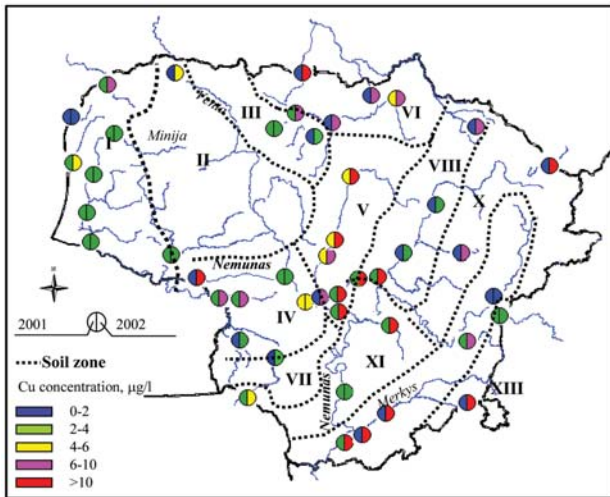 III
VI
I
Minija
II
VIII
V
X
Nemunas
2001
2002
IV
Soil zone
XI
Cu concentration, µg/l
VII
Nemunas
Merkys
XIII
0-2
2-4
4-6
6-10
>10